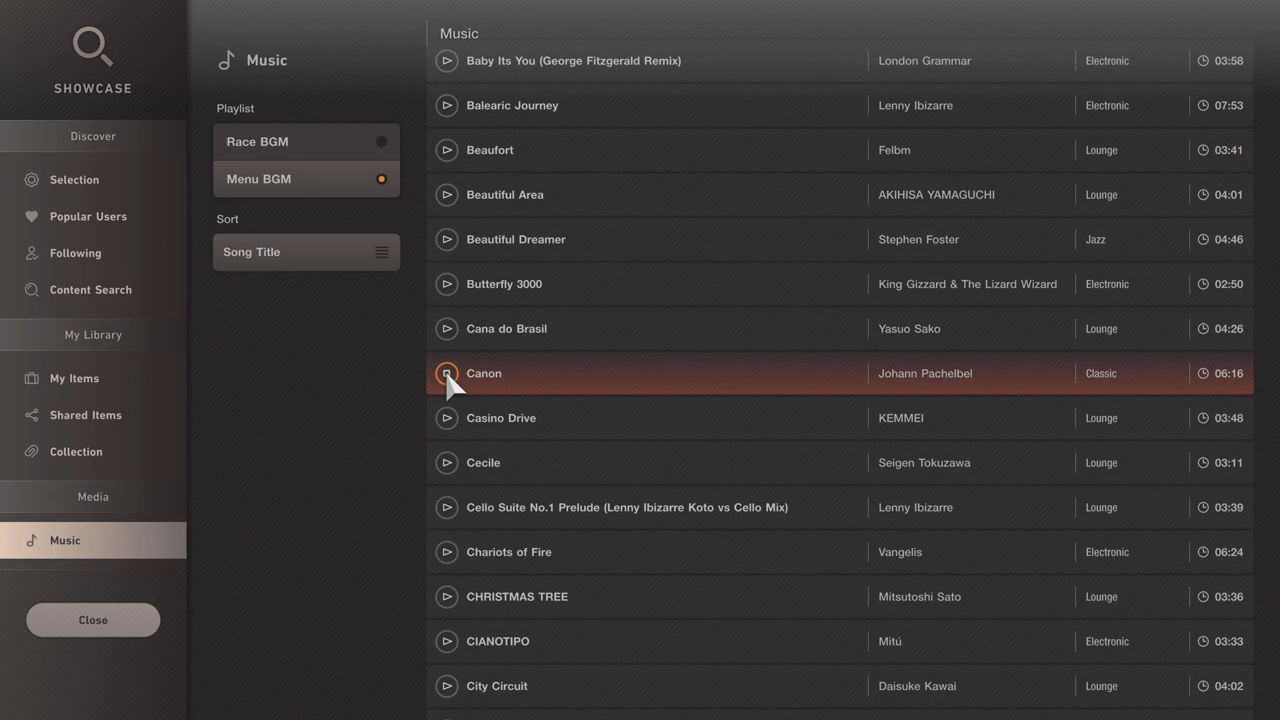 SHOWCASE
Discover
Selection
Popular Users
Following
Content Search
My Library
My Items
Shared Items
Collection
Media
Music
Close
Music
Playlist
Race BGM
Menu BGM
Sort
Song Title
Music
Baby Its You (George Fitzgerald Remix) London Grammar Electronic 03:58
Balearic Journey Lenny Ibizarre Electronic 07:53
Beaufort Felbm Lounge 03:41
Beautiful Area AKIHISA YAMAGUCHI Lounge 04:01
Beautiful Dreamer Stephen Foster Jazz 04:46
Butterfly 3000 King Gizzard & The Lizard Wizard Electronic 02:50
Cana do Brasil Yasuo Sako Lounge 04:26
Canon Johann Pachelbel Classic 06:16
Casino Drive KEMMEI Lounge 03:48
Cecile Seigen Tokuzawa Lounge 03:11
Cello Suite No.1 Prelude (Lenny Ibizarre Koto vs Cello Mix) Lenny Ibizarre Lounge 03:39
Chariots of Fire Vangelis Electronic 06:24
CHRISTMAS TREE Mitsutoshi Sato Lounge 03:36
CIANOTIPO Mitú Electronic 03:33
City Circuit Daisuke Kawai Lounge 04:02